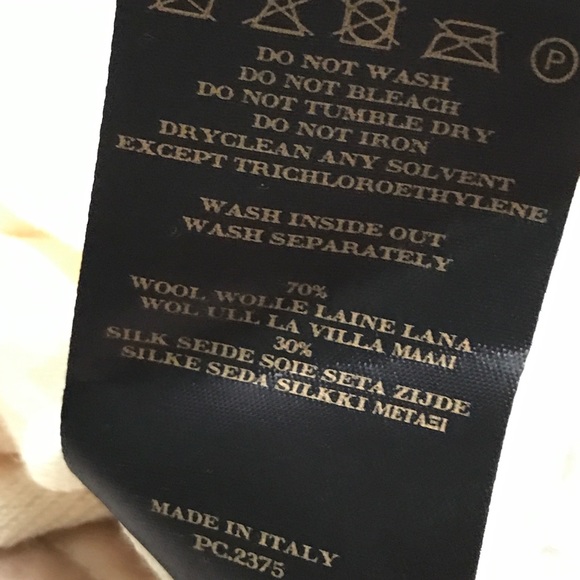 P
DO NOT WASH
DO NOT BLEACH
DO NOT TUMBLE DRY
DO NOT IRON
DRYCLEAN ANY SOLVENT
EXCEPT TRICHLOROETHYLENE
WASH INSIDE OUT
WASH SEPARATELY
70%
WOOL WOLLE LAINE LANA
WOL ULL LA VILLA ΜΑΛΛΙ
30%
SILK SEIDE SOIE SETA ZIJDE
SILKE SEDA SILKKI ΜΕΤΑΞΙ
MADE IN ITALY
PC.2375